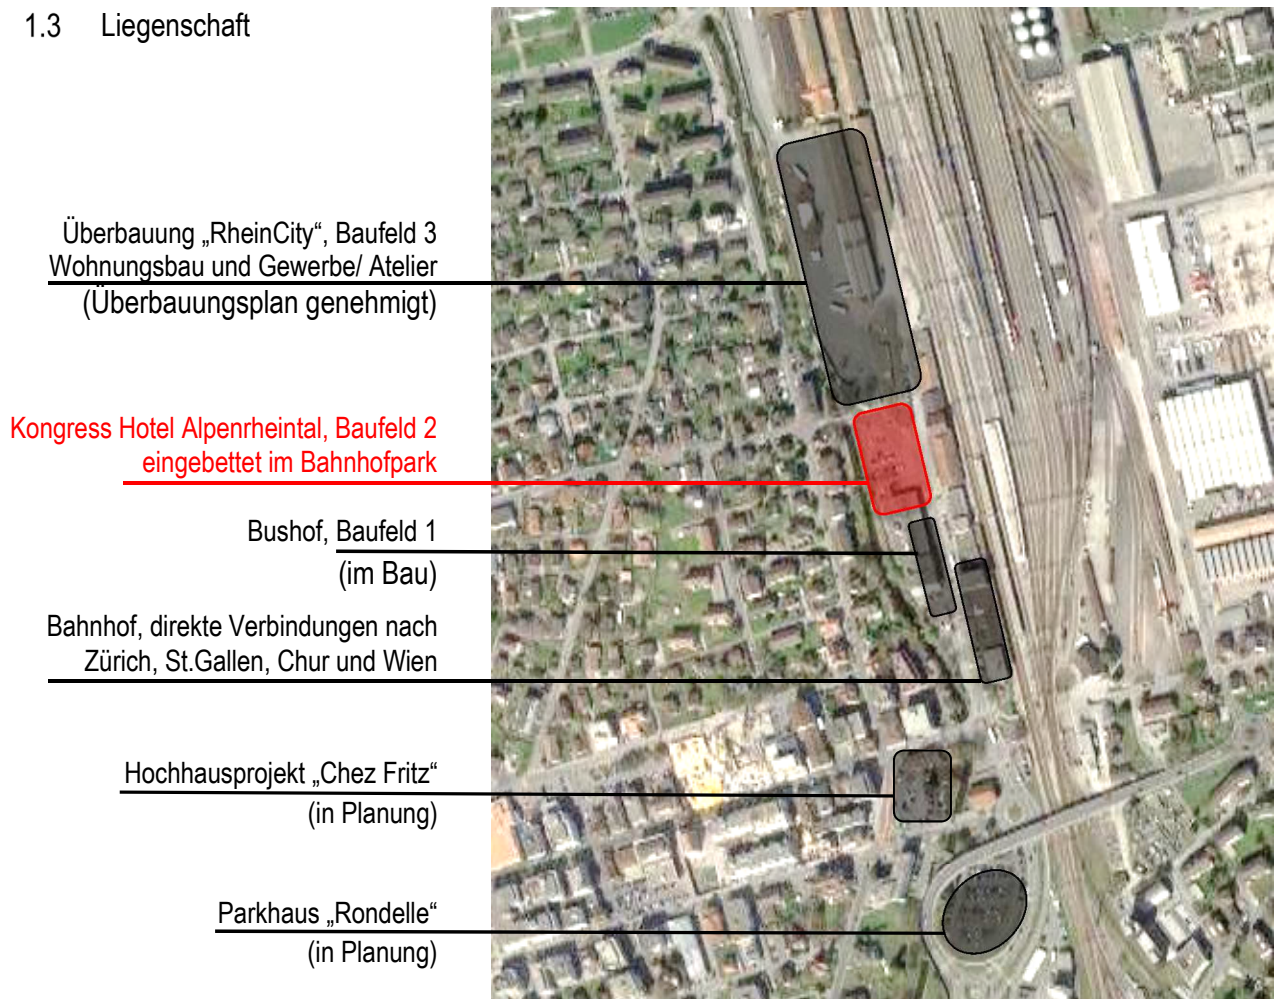 1.3 Liegenschaft
Überbauung „RheinCity“, Baufeld 3
Wohnungsbau und Gewerbe/ Atelier
(Überbauungsplan genehmigt)
Kongress Hotel Alpenrheintal, Baufeld 2
eingebettet im Bahnhofpark
Bushof, Baufeld 1
(im Bau)
Bahnhof, direkte Verbindungen nach
Zürich, St.Gallen, Chur und Wien
Hochhausprojekt „Chez Fritz“
(in Planung)
Parkhaus „Rondelle“
(in Planung)